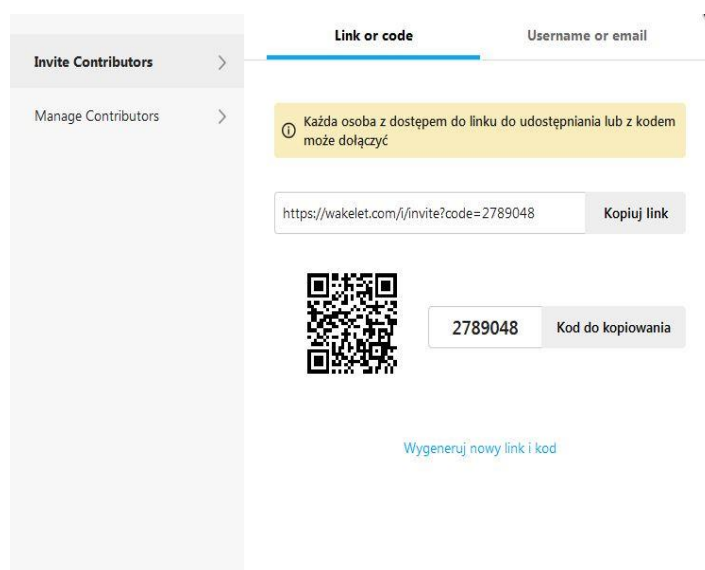 Link or code
Username or email
Invite Contributors
Manage Contributors
Każda osoba z dostępem do linku do udostępniania lub z kodem
może dołączyć
https://wakelet.com/i/invite?code=2789048
Kopiuj link
2789048
Kod do kopiowania
Wygeneruj nowy link i kod